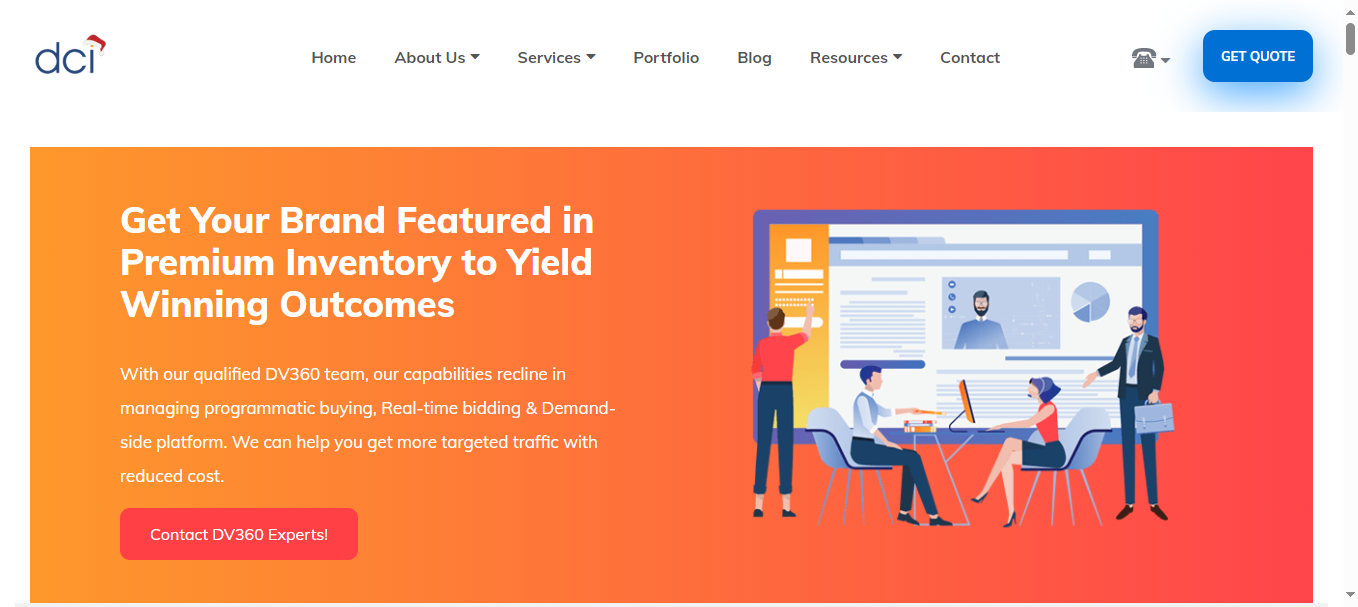 dci
Home About Us Services Portfolio Blog Resources Contact GET QUOTE
Get Your Brand Featured in
Premium Inventory to Yield
Winning Outcomes
With our qualified DV360 team, our capabilities recline in
managing programmatic buying, Real-time bidding & Demand-
side platform. We can help you get more targeted traffic with
reduced cost.
Contact DV360 Experts!